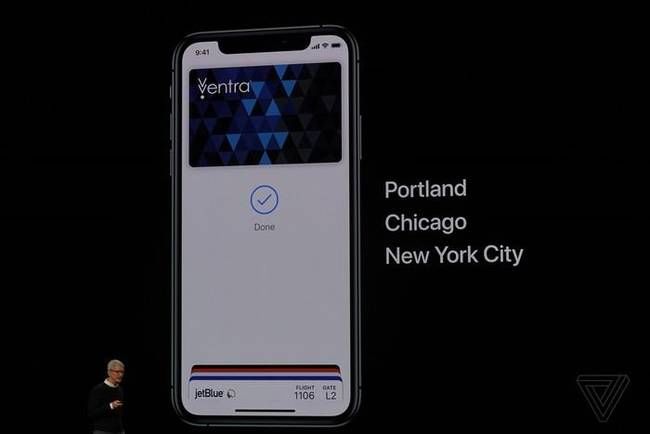 9:41
Ventra
Done
Portland
Chicago
New York City
jetBlue
FLIGHT GATE
1106 L2